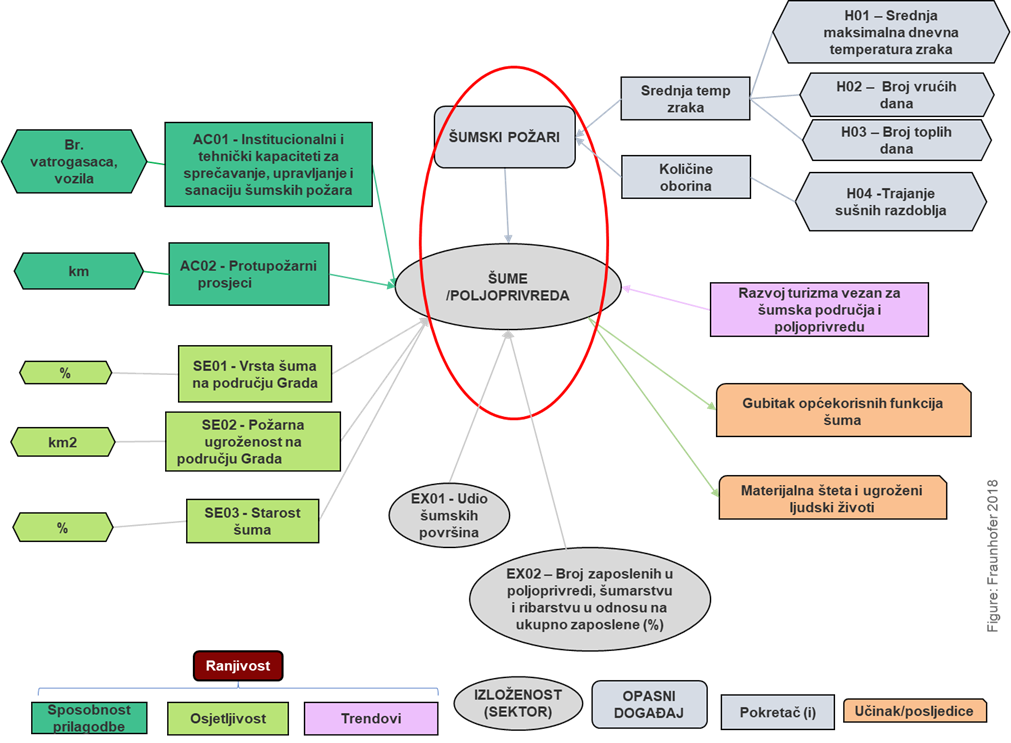 H01 – Srednja
maksimalna dnevna
temperatura zraka
Srednja temp
zraka
H02 – Broj vrućih
dana
H03 – Broj toplih
dana
Količine
oborina
H04 -Trajanje
sušnih razdoblja
ŠUMSKI POŽARI
Br.
vatrogasaca,
vozila
AC01 - Institucionalni i
tehnički kapaciteti za
sprečavanje, upravljanje i
sanaciju šumskih požara
km
AC02 - Protupožarni
prosjeci
ŠUME
/POLJOPRIVREDA
Razvoj turizma vezan za
šumska područja i
poljoprivredu
%
SE01 - Vrsta šuma
na području Grada
km2
SE02 - Požarna
ugroženost na
području Grada
%
SE03 - Starost
šuma
EX01 - Udio
šumskih
površina
EX02 – Broj zaposlenih u
poljoprivredi, šumarstvu
i ribarstvu u odnosu na
ukupno zaposlene (%)
Gubitak općekorisnih funkcija
šuma
Materijalna šteta i ugroženi
ljudski životi
Figure: Fraunhofer 2018
Ranjivost
Sposobnost
prilagodbe
Osjetljivost
Trendovi
IZLOŽENOST
(SEKTOR)
OPASNI
DOGAĐAJ
Pokretač (i)
Učinak/posljedice